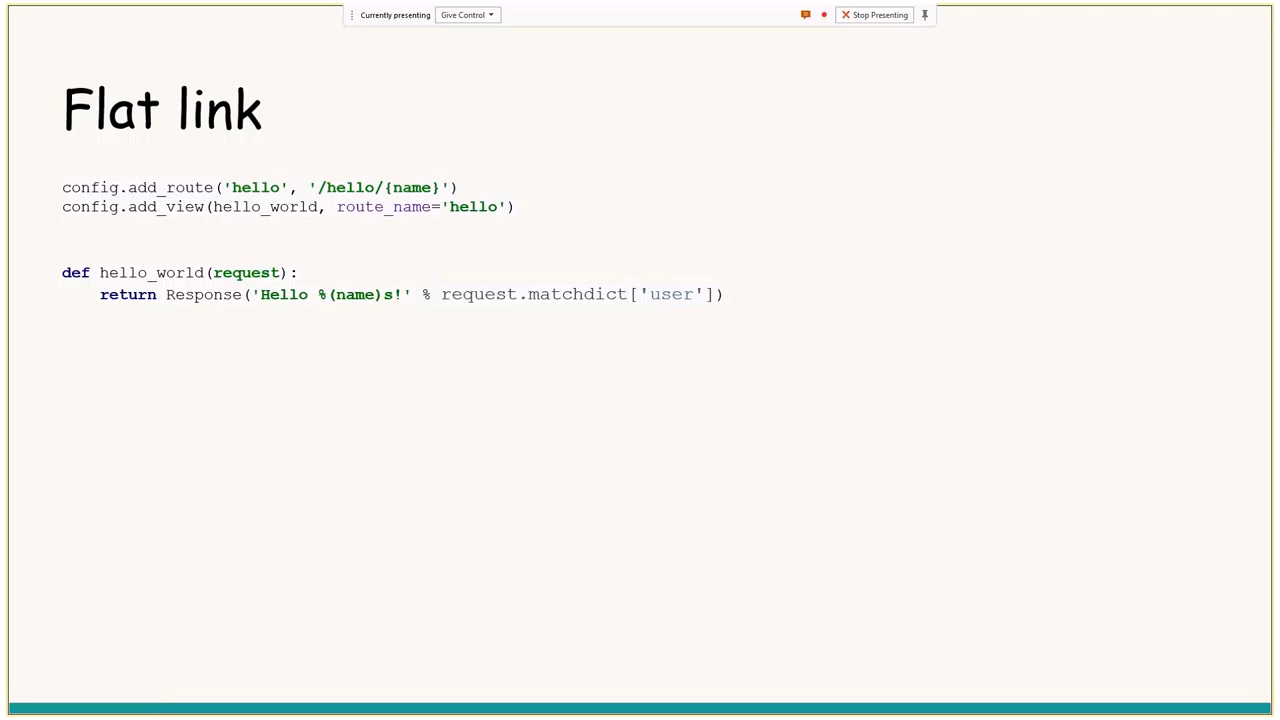 Currently presenting Give Control Stop Presenting
Flat link
config.add_route('hello', '/hello/{name}')
config.add_view(hello_world, route_name='hello')
def hello_world(request):
    return Response('Hello %(name)s!' % request.matchdict['user'])